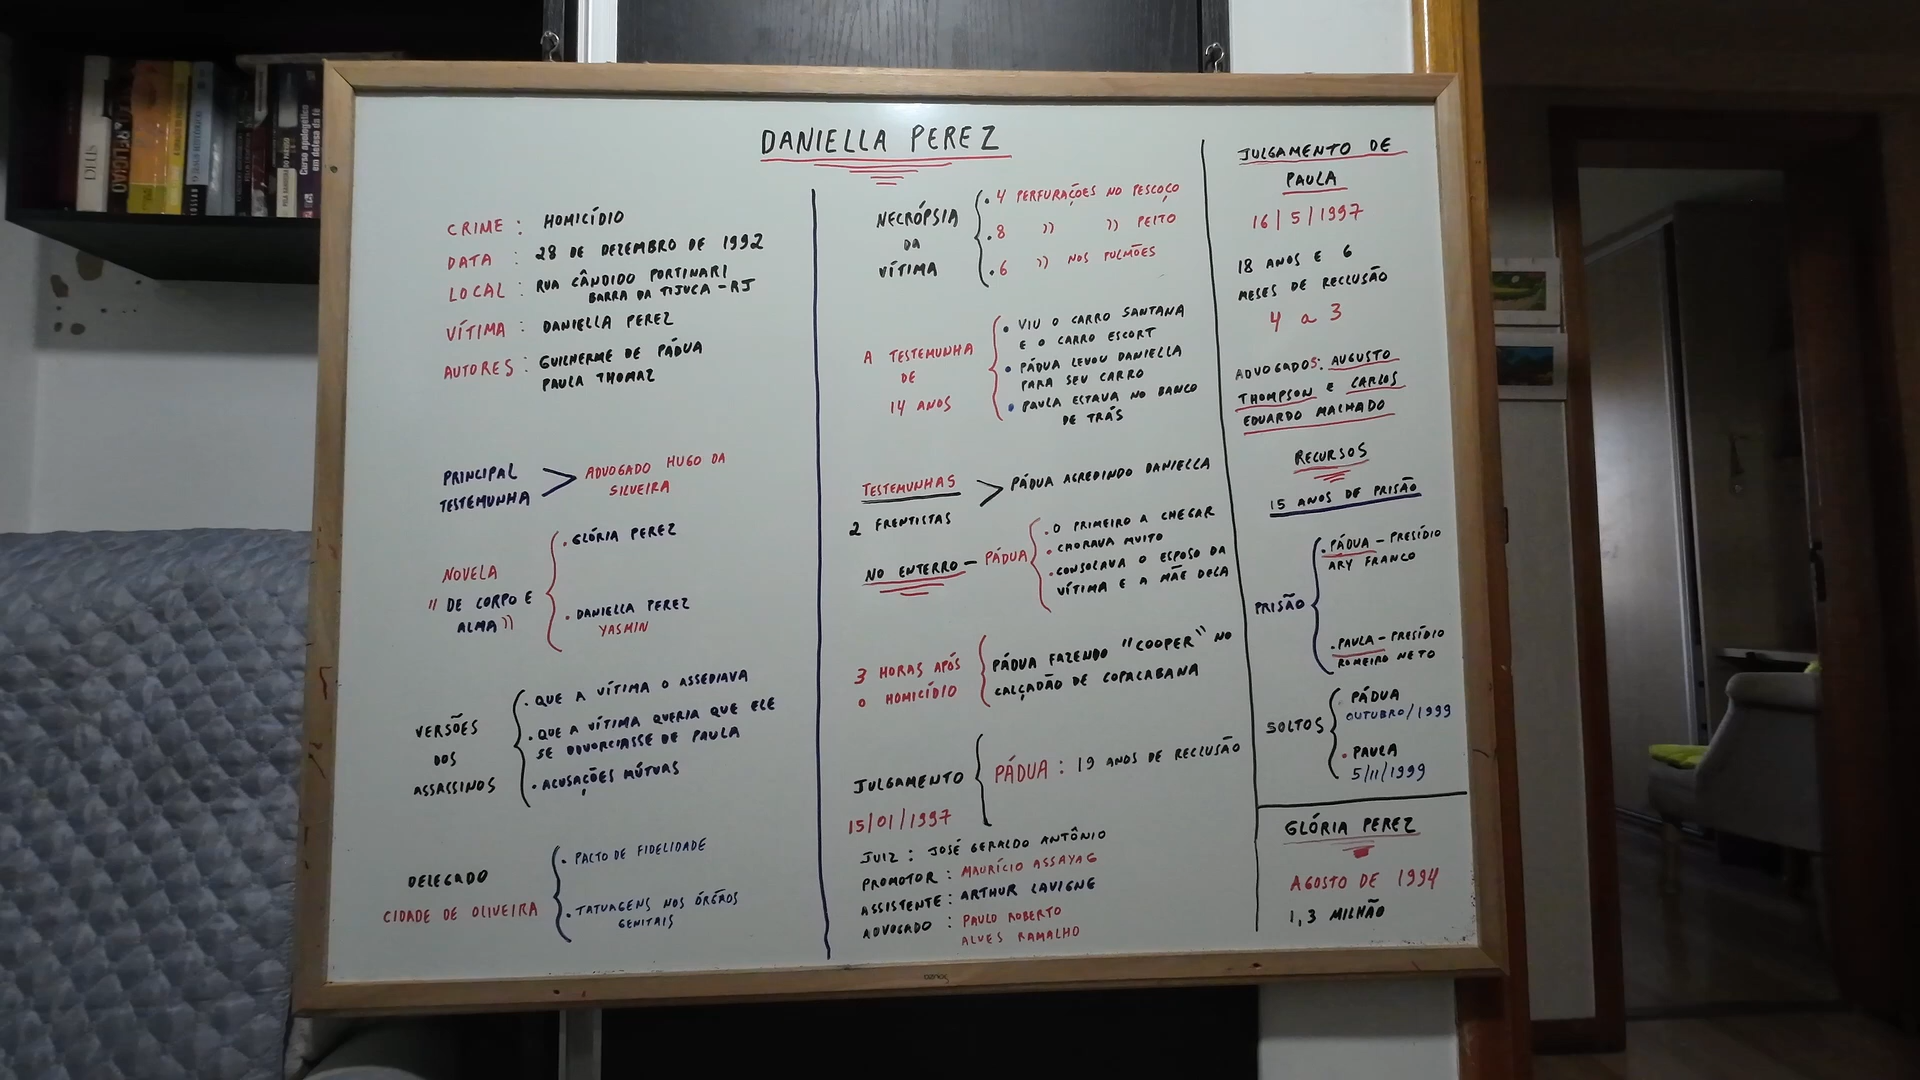 DANIELLA PEREZ
CRIME: HOMICÍDIO
DATA: 28 DE DEZEMBRO DE 1992
LOCAL: RUA CÂNDIDO PORTINARI
BARRA DA TIJUCA - RJ
VÍTIMA: DANIELLA PEREZ
AUTORES: GUILHERME DE PÁDUA
PAULA THOMAZ
PRINCIPAL
TESTEMUNHA > ADVOGADO HUGO DA
SILVEIRA
NOVELA
"DE CORPO E
ALMA"
. GLÓRIA PEREZ
. DANIELLA PEREZ
YASMIN
VERSÕES
DOS
ASSASSINOS
. QUE A VÍTIMA O ASSEDIAVA
. QUE A VÍTIMA QUERIA QUE ELE
SE DIVORCIASSE DE PAULA
. ACUSAÇÕES MÚTUAS
DELEGADO
CIDADE DE OLIVEIRA
. PACTO DE FIDELIDADE
. TATUAGENS NOS ÓRGÃOS
GENITAIS
NECRÓPSIA
DA
VÍTIMA
. 4 PERFURAÇÕES NO PESCOÇO
. 8 )) )) PEITO
. 6 )) NOS PULMÕES
A TESTEMUNHA
DE
14 ANOS
. VIU O CARRO SANTANA
E O CARRO ESCORT
. PÁDUA LEVOU DANIELLA
PARA SEU CARRO
. PAULA ESTAVA NO BANCO
DE TRÁS
TESTEMUNHAS
2 FRENTISTAS > PÁDUA AGREDINDO DANIELLA
NO ENTERRO - PÁDUA
. O PRIMEIRO A CHEGAR
. CHORAVA MUITO
. CONSOLAVA O ESPOSO DA
VÍTIMA E A MÃE DELA
3 HORAS APÓS
O HOMICÍDIO
PÁDUA FAZENDO "COOPER" NO
CALÇADÃO DE COPACABANA
JULGAMENTO
15/01/1997
PÁDUA: 19 ANOS DE RECLUSÃO
JUIZ: JOSÉ GERALDO ANTÔNIO
PROMOTOR: MAURÍCIO ASSAYAG
ASSISTENTE: ARTHUR LAVIGNE
ADVOGADO: PAULO ROBERTO
ALVES RAMALHO
JULGAMENTO DE
PAULA
16/5/1997
18 ANOS E 6
MESES DE RECLUSÃO
4 a 3
ADVOGADOS: AUGUSTO
THOMPSON E CARLOS
EDUARDO MACHADO
RECURSOS
15 ANOS DE PRISÃO
PRISÃO
. PÁDUA - PRESÍDIO
ARY FRANCO
. PAULA - PRESÍDIO
ROMEIRO NETO
SOLTOS
. PÁDUA
OUTUBRO/1999
. PAULA
5/11/1999
GLÓRIA PEREZ
AGOSTO DE 1994
1,3 MILHÃO
Curso apologético
em defesa da fé